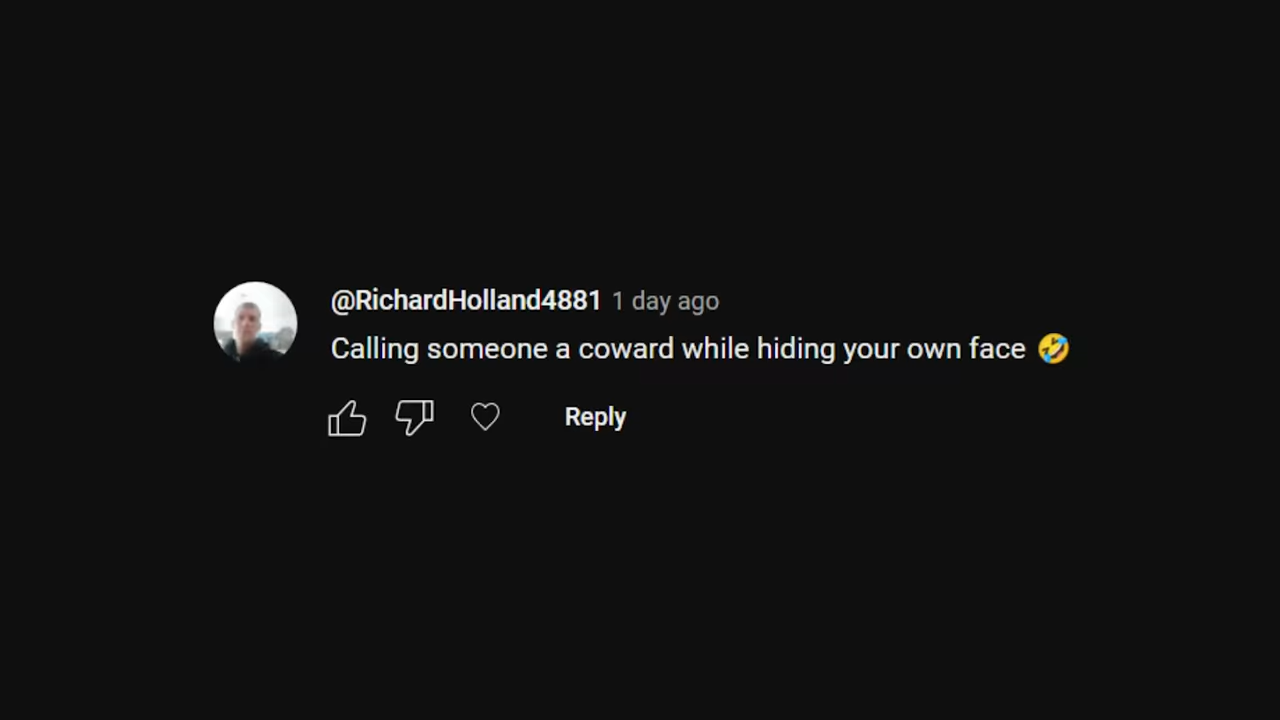 @RichardHolland4881 1 day ago
Calling someone a coward while hiding your own face 🤣
Reply